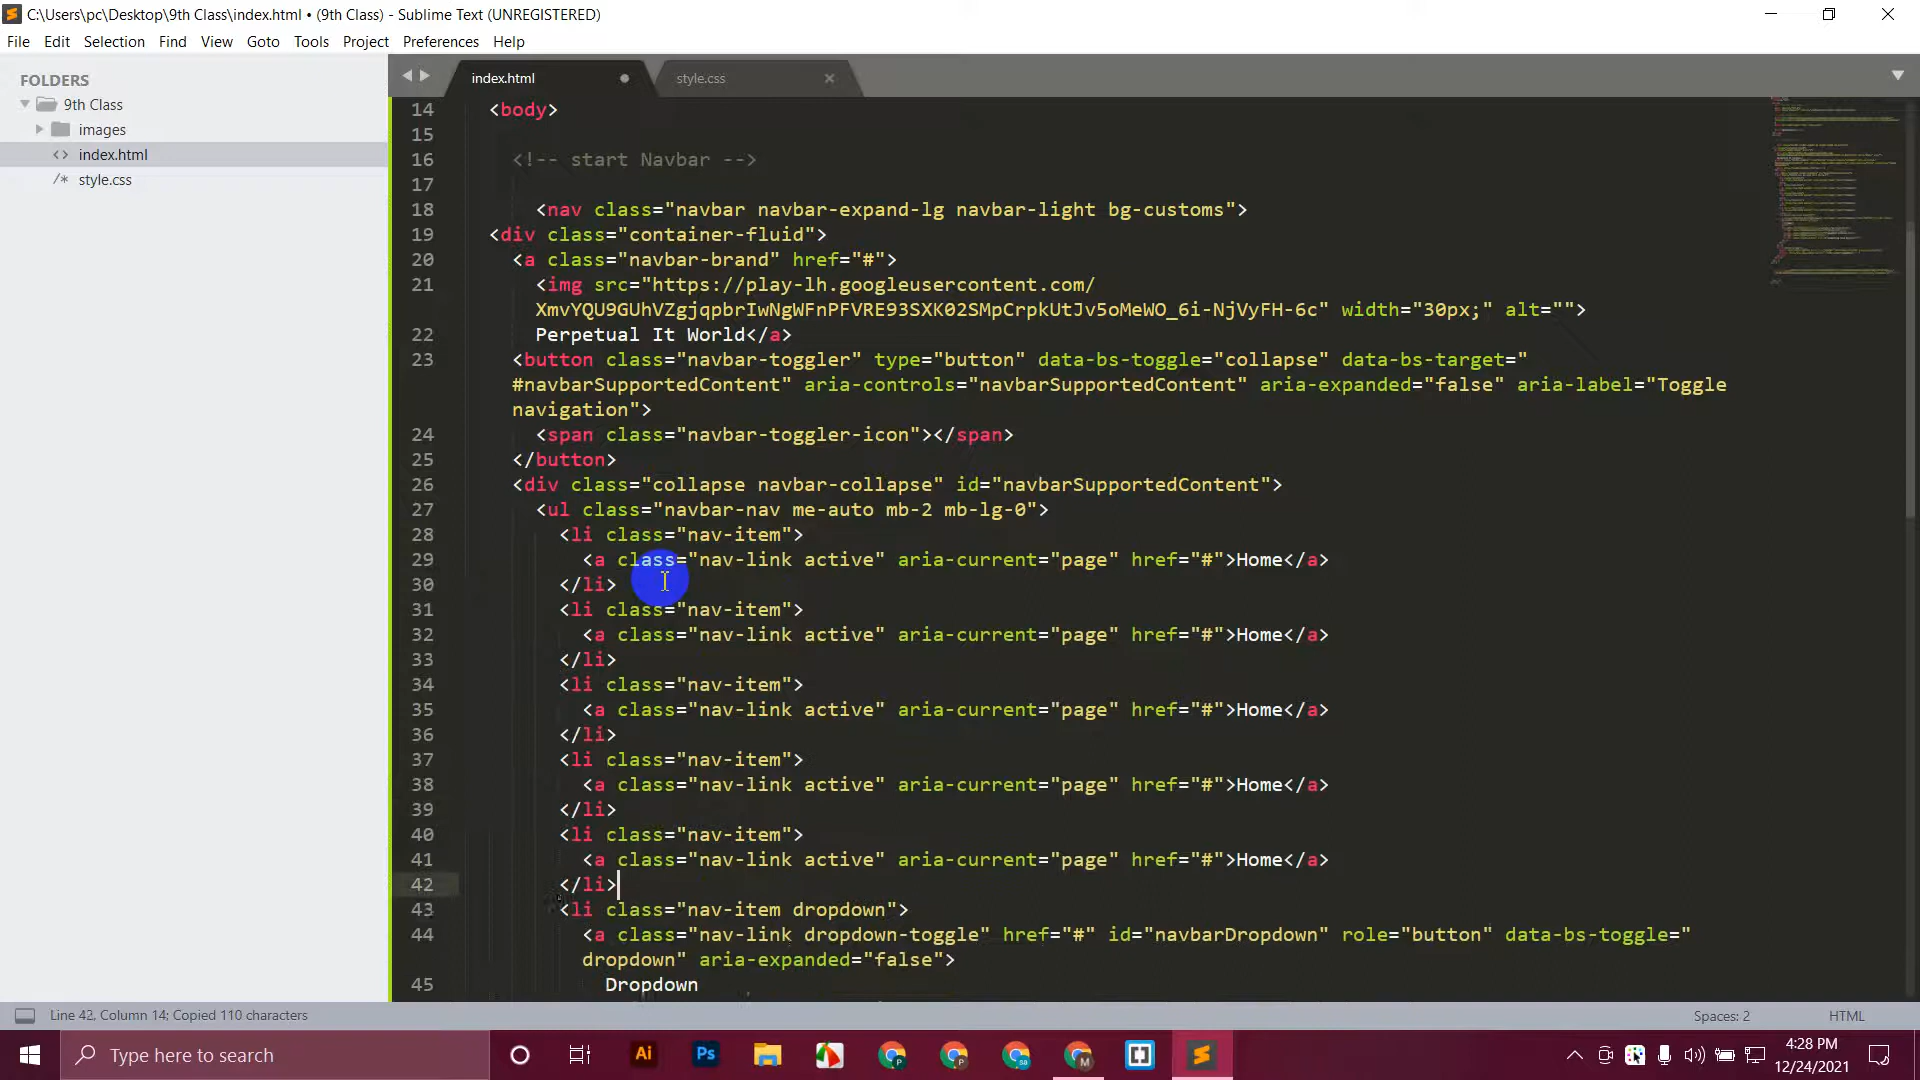 C:\Users\pc\Desktop\9th Class\index.html • (9th Class) - Sublime Text (UNREGISTERED)
File Edit Selection Find View Goto Tools Project Preferences Help
FOLDERS
9th Class
images
index.html
style.css
index.html
style.css
14 <body>
15
16 <!-- start Navbar -->
17
18 <nav class="navbar navbar-expand-lg navbar-light bg-customs">
19 <div class="container-fluid">
20 <a class="navbar-brand" href="#">
21 <img src="https://play-lh.googleusercontent.com/
XmvYQU9GUhVZgjqpbrIwNgWFnPFVRE93SXK02SMpCrpkUtJv5oMeWO_6i-NjVyFH-6c" width="30px;" alt="">
22 Perpetual It World</a>
23 <button class="navbar-toggler" type="button" data-bs-toggle="collapse" data-bs-target="
#navbarSupportedContent" aria-controls="navbarSupportedContent" aria-expanded="false" aria-label="Toggle
navigation">
24 <span class="navbar-toggler-icon"></span>
25 </button>
26 <div class="collapse navbar-collapse" id="navbarSupportedContent">
27 <ul class="navbar-nav me-auto mb-2 mb-lg-0">
28 <li class="nav-item">
29 <a class="nav-link active" aria-current="page" href="#">Home</a>
30 </li>
31 <li class="nav-item">
32 <a class="nav-link active" aria-current="page" href="#">Home</a>
33 </li>
34 <li class="nav-item">
35 <a class="nav-link active" aria-current="page" href="#">Home</a>
36 </li>
37 <li class="nav-item">
38 <a class="nav-link active" aria-current="page" href="#">Home</a>
39 </li>
40 <li class="nav-item">
41 <a class="nav-link active" aria-current="page" href="#">Home</a>
42 </li>
43 <li class="nav-item dropdown">
44 <a class="nav-link dropdown-toggle" href="#" id="navbarDropdown" role="button" data-bs-toggle="
dropdown" aria-expanded="false">
45 Dropdown
Line 42, Column 14; Copied 110 characters
Spaces: 2
HTML
Type here to search
Ai
Ps
4:28 PM
12/24/2021